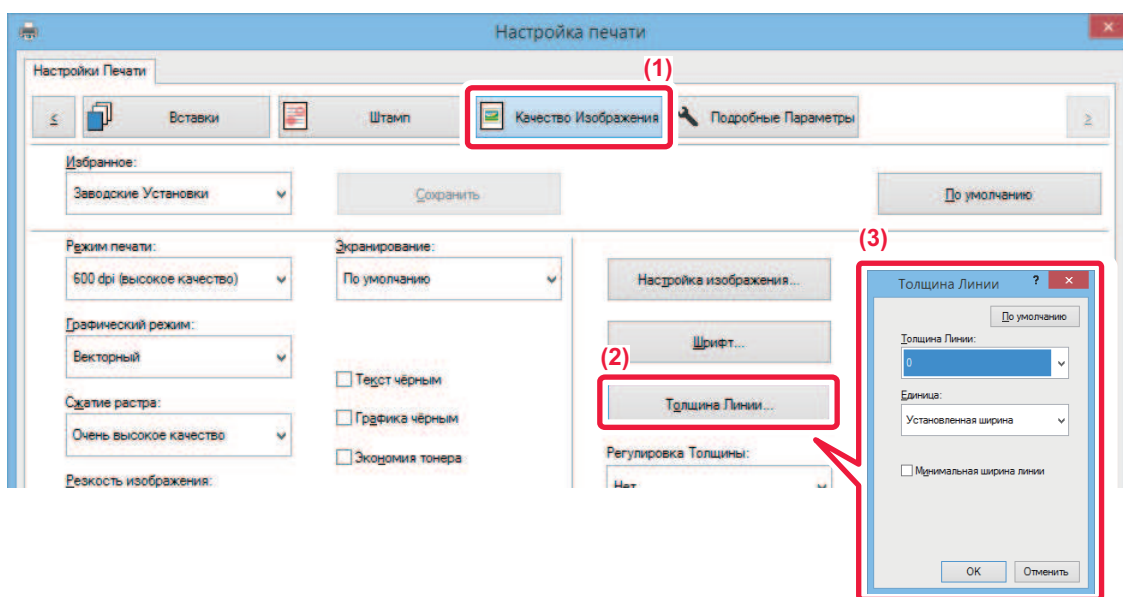 Настройка печати
Настройки Печати
(1)
<
Вставки
Штамп
Качество Изображения
Подробные Параметры
>
Избранное:
Заводские Установки
Сохранить
По умолчанию
Режим печати:
600 dpi (высокое качество)
Экранирование:
По умолчанию
Настройка изображения...
Графический режим:
Векторный
Шрифт...
(2)
Текст чёрным
Толщина Линии...
Сжатие растра:
Очень высокое качество
Графика чёрным
Экономия тонера
Регулировка Толщины:
Нет
Резкость изображения:
(3)
Толщина Линии
?
По умолчанию
Толщина Линии:
0
Единица:
Установленная ширина
Минимальная ширина линии
OK
Отменить